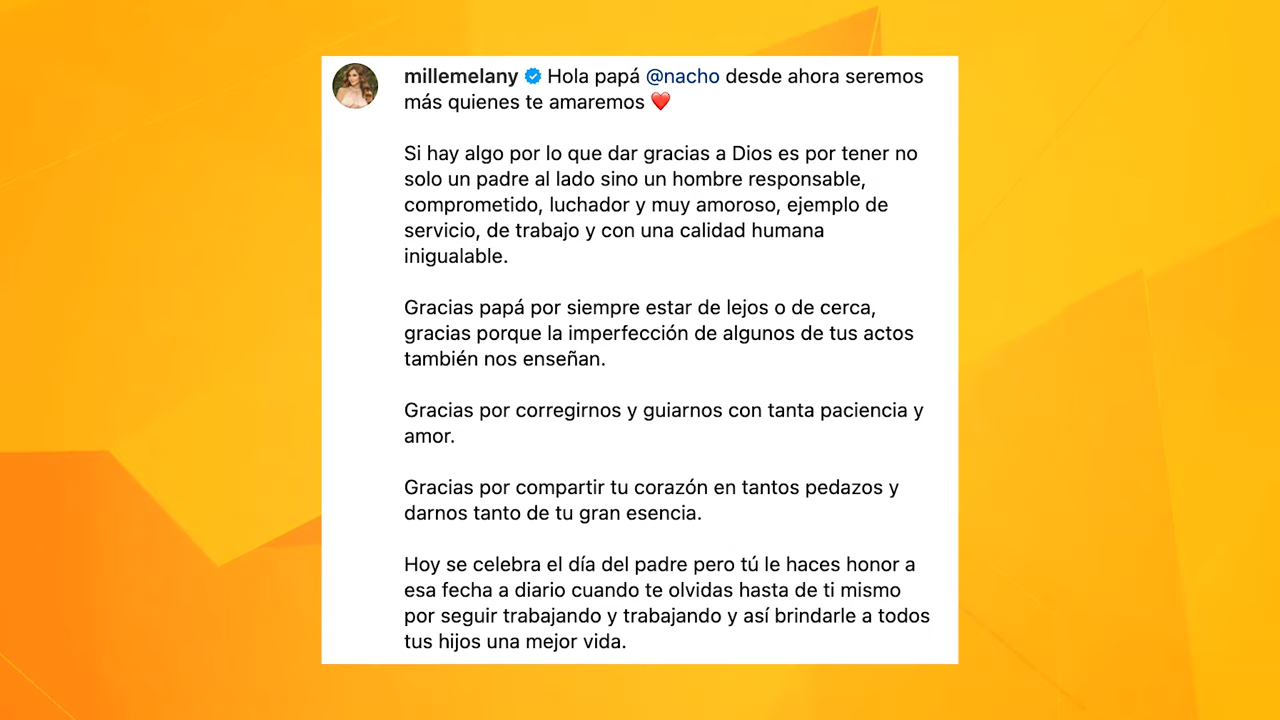 millemelany Hola papá @nacho desde ahora seremos
más quienes te amaremos ❤️
Si hay algo por lo que dar gracias a Dios es por tener no
solo un padre al lado sino un hombre responsable,
comprometido, luchador y muy amoroso, ejemplo de
servicio, de trabajo y con una calidad humana
inigualable.
Gracias papá por siempre estar de lejos o de cerca,
gracias porque la imperfección de algunos de tus actos
también nos enseñan.
Gracias por corregirnos y guiarnos con tanta paciencia y
amor.
Gracias por compartir tu corazón en tantos pedazos y
darnos tanto de tu gran esencia.
Hoy se celebra el día del padre pero tú le haces honor a
esa fecha a diario cuando te olvidas hasta de ti mismo
por seguir trabajando y trabajando y así brindarle a todos
tus hijos una mejor vida.